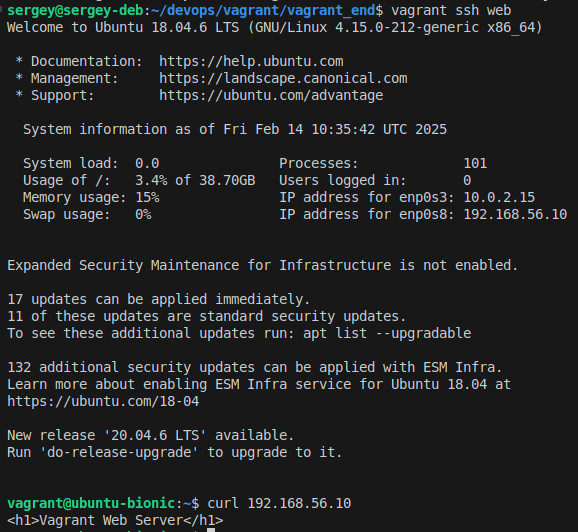 sergey@sergey-deb:~/devops/vagrant/vagrant_end$ vagrant ssh web
Welcome to Ubuntu 18.04.6 LTS (GNU/Linux 4.15.0-212-generic x86_64)

 * Documentation:  https://help.ubuntu.com
 * Management:     https://landscape.canonical.com
 * Support:        https://ubuntu.com/advantage

  System information as of Fri Feb 14 10:35:42 UTC 2025

  System load:  0.0               Processes:             101
  Usage of /:   3.4% of 38.70GB   Users logged in:       0
  Memory usage: 15%               IP address for enp0s3: 10.0.2.15
  Swap usage:   0%                IP address for enp0s8: 192.168.56.10


Expanded Security Maintenance for Infrastructure is not enabled.

17 updates can be applied immediately.
11 of these updates are standard security updates.
To see these additional updates run: apt list --upgradable

132 additional security updates can be applied with ESM Infra.
Learn more about enabling ESM Infra service for Ubuntu 18.04 at
https://ubuntu.com/18-04

New release '20.04.6 LTS' available.
Run 'do-release-upgrade' to upgrade to it.


vagrant@ubuntu-bionic:~$ curl 192.168.56.10
<h1>Vagrant Web Server</h1>